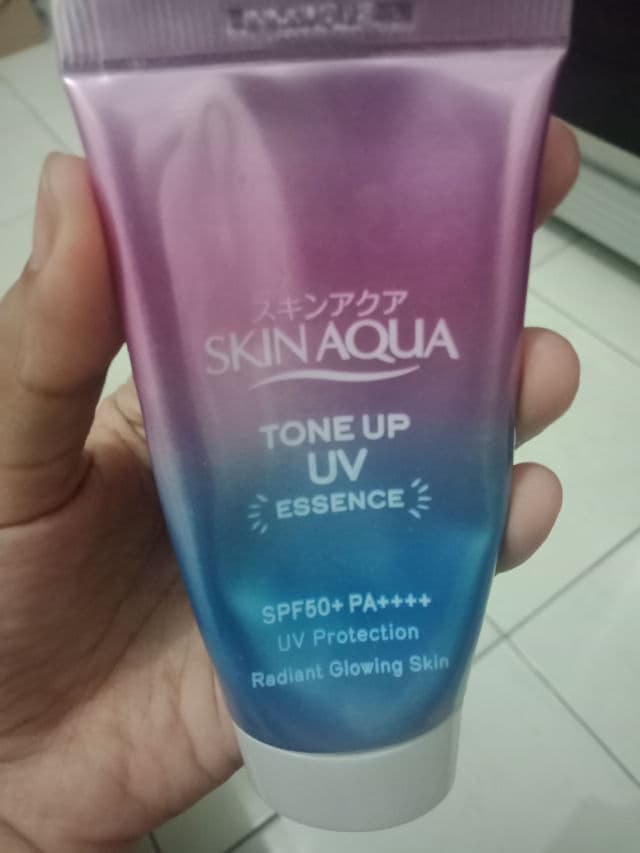 スキンアクア
SKIN AQUA
TONE UP
UV
ESSENCE
SPF50+ PA++++
UV Protection
Radiant Glowing Skin